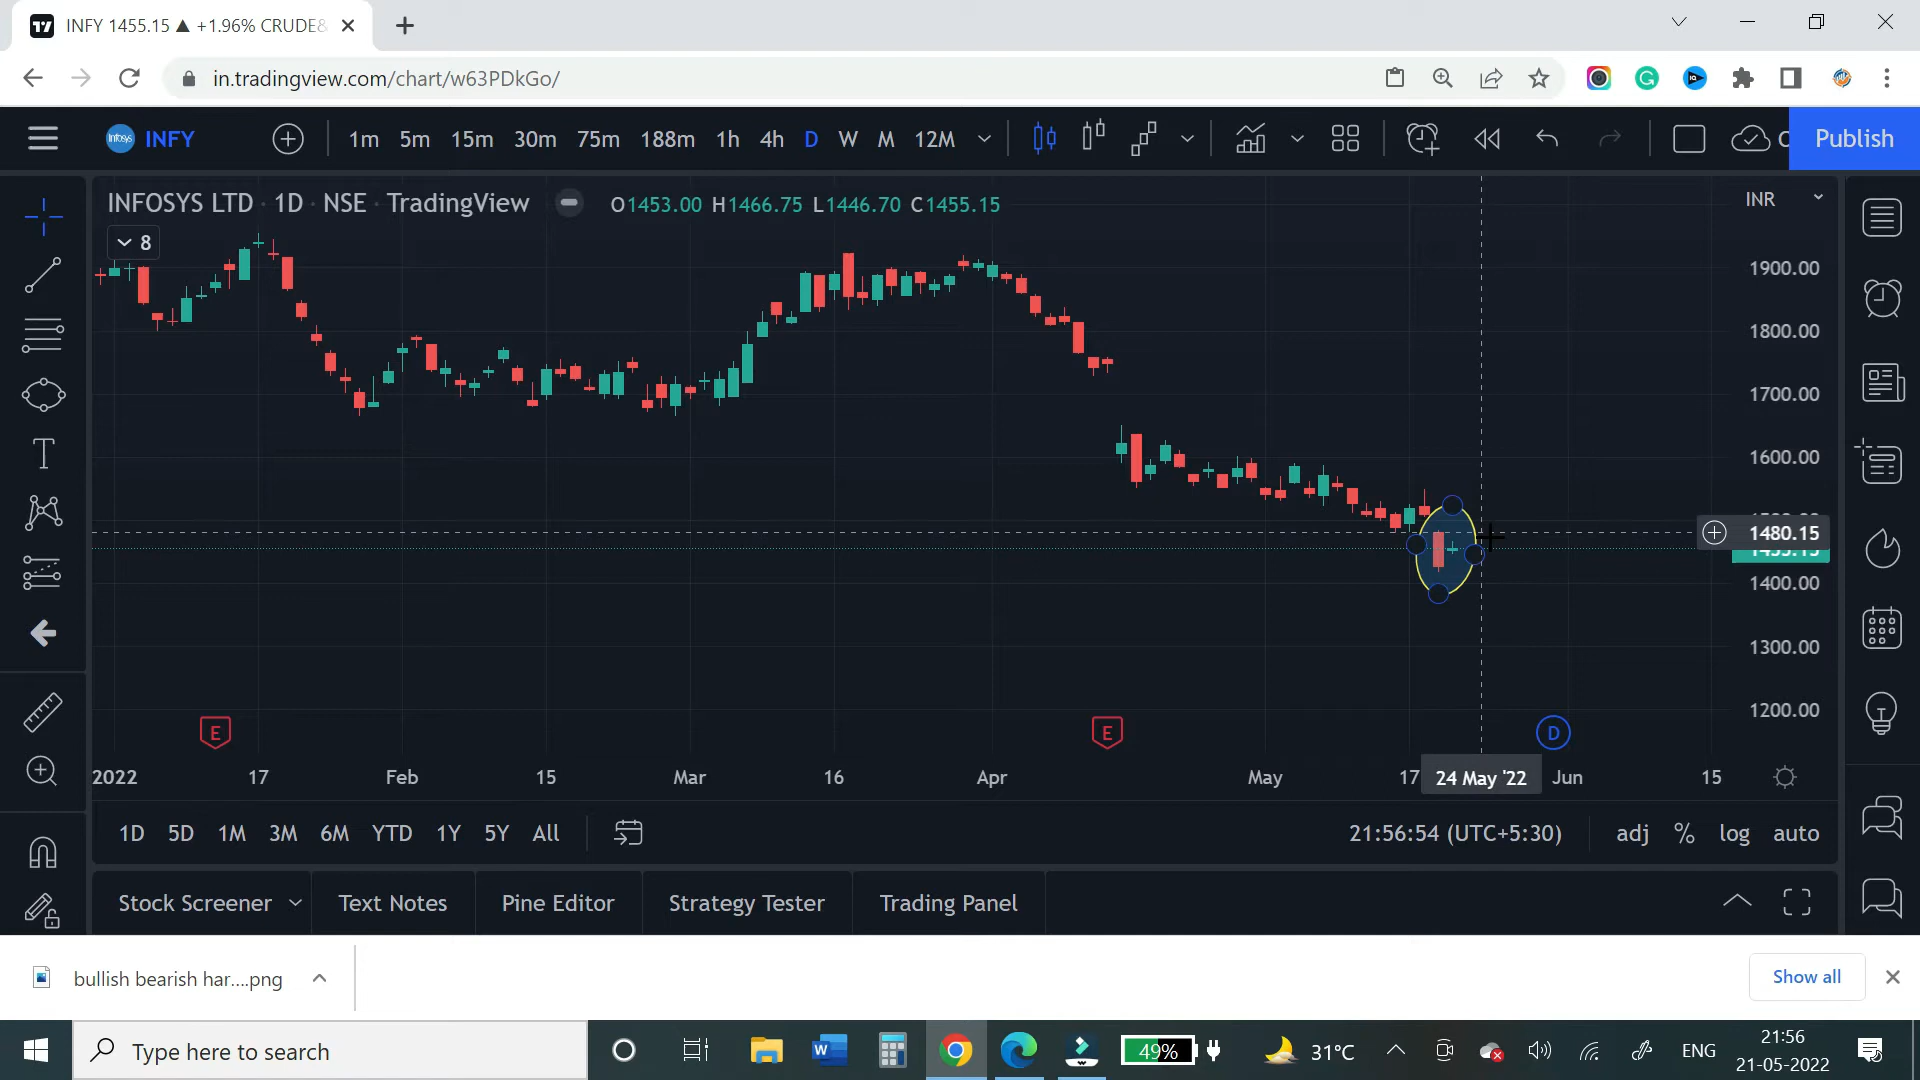 INFY 1455.15 ▲ +1.96% CRUDE&
in.tradingview.com/chart/w63PDkGo/
Infosys INFY 1m 5m 15m 30m 75m 188m 1h 4h D W M 12M Publish
INFOSYS LTD · 1D · NSE · TradingView O1453.00 H1466.75 L1446.70 C1455.15 INR
8
1900.00
1800.00
1700.00
1600.00
1480.15
1455.15
1400.00
1300.00
1200.00
E E D
2022 17 Feb 15 Mar 16 Apr May 17 24 May '22 Jun 15
1D 5D 1M 3M 6M YTD 1Y 5Y All 21:56:54 (UTC+5:30) adj % log auto
Stock Screener Text Notes Pine Editor Strategy Tester Trading Panel
bullish bearish har....png Show all
Type here to search 49% 31°C ENG 21:56
21-05-2022